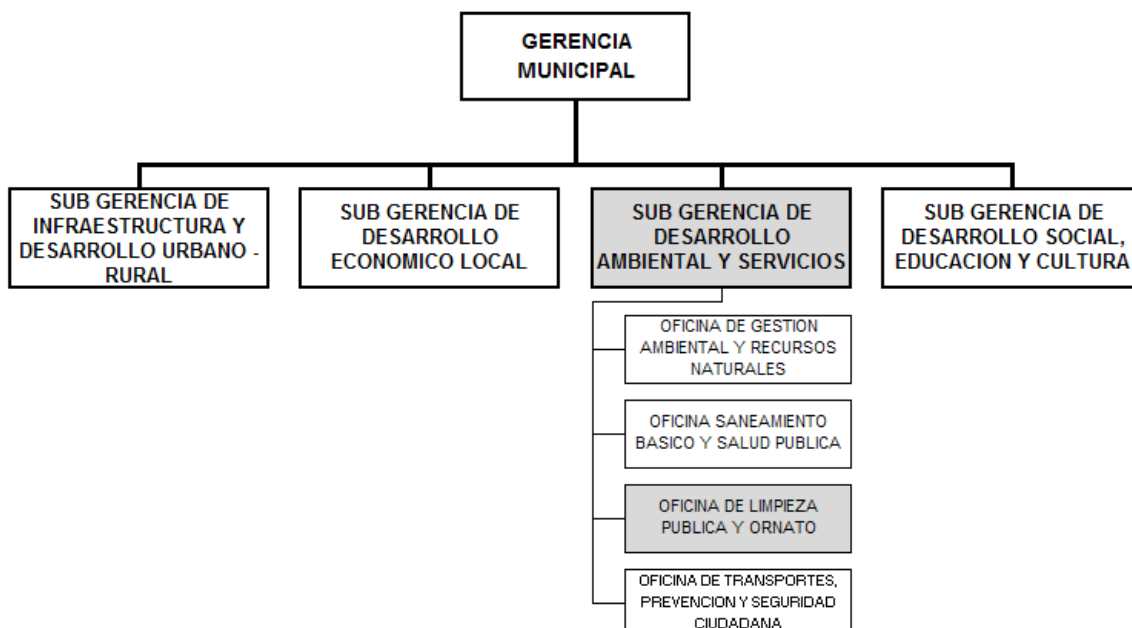 GERENCIA
MUNICIPAL
SUB GERENCIA DE
INFRAESTRUCTURA Y
DESARROLLO URBANO -
RURAL
SUB GERENCIA DE
DESARROLLO
ECONOMICO LOCAL
SUB GERENCIA DE
DESARROLLO
AMBIENTAL Y SERVICIOS
SUB GERENCIA DE
DESARROLLO SOCIAL,
EDUCACION Y CULTURA
OFICINA DE GESTION
AMBIENTAL Y RECURSOS
NATURALES
OFICINA SANEAMIENTO
BASICO Y SALUD PUBLICA
OFICINA DE LIMPIEZA
PUBLICA Y ORNATO
OFICINA DE TRANSPORTES,
PREVENCION Y SEGURIDAD
CIUDADANA